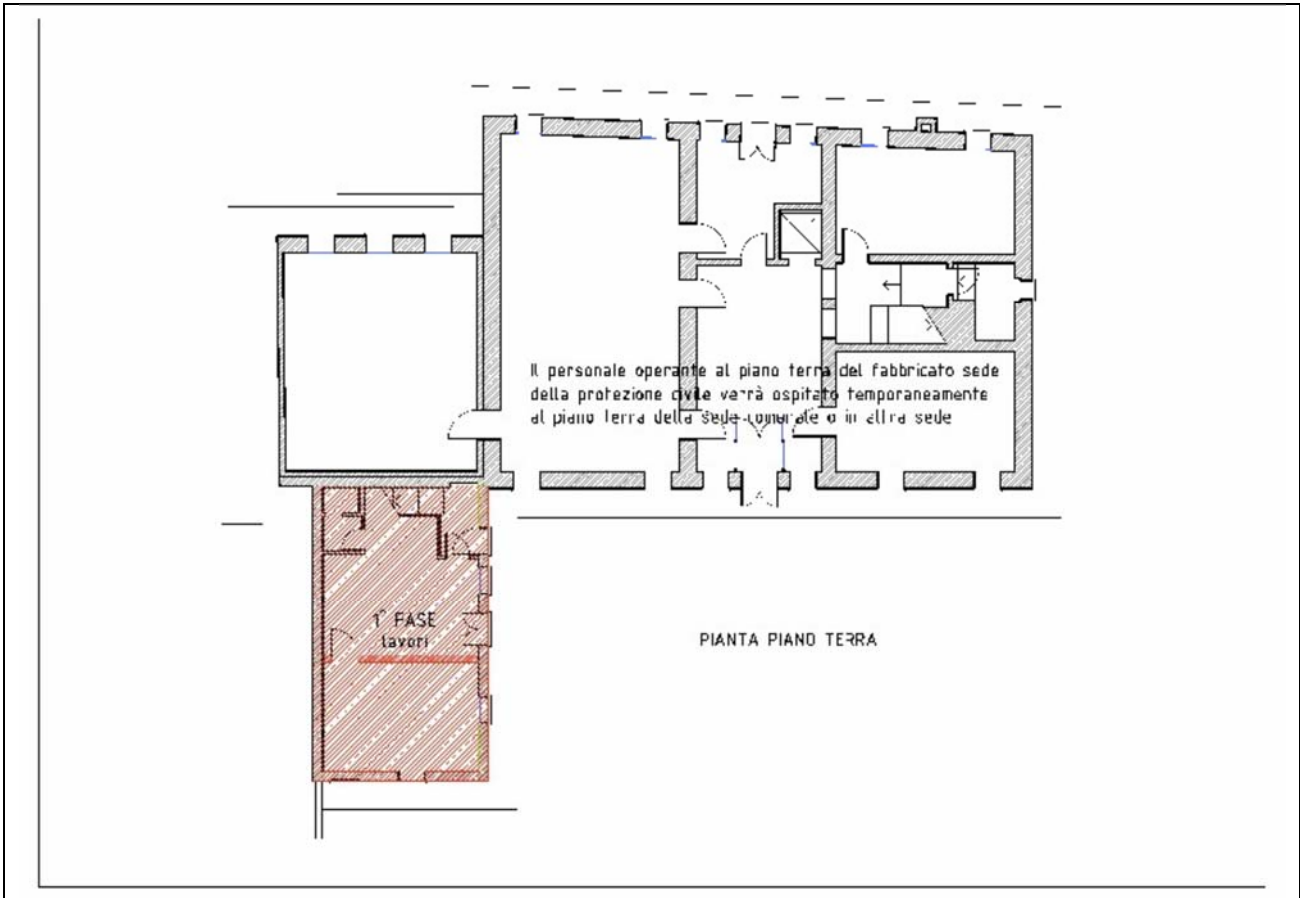 Il personale operante al piano terra del fabbricato sede
della protezione civile verrà ospitato temporaneamente
al piano terra della sede comunale o in altra sede
1° FASE
lavori
PIANTA PIANO TERRA